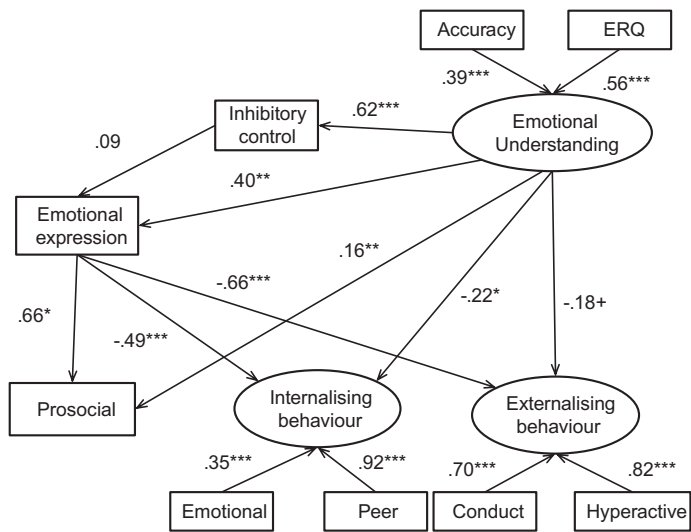 Accuracy
ERQ
.39***
.56***
Inhibitory
control
.62***
Emotional
Understanding
.09
.40**
Emotional
expression
.16**
-.66***
-.22*
-.18+
.66*
-.49***
Prosocial
Internalising
behaviour
Externalising
behaviour
.35***
.92***
.70***
.82***
Emotional
Peer
Conduct
Hyperactive